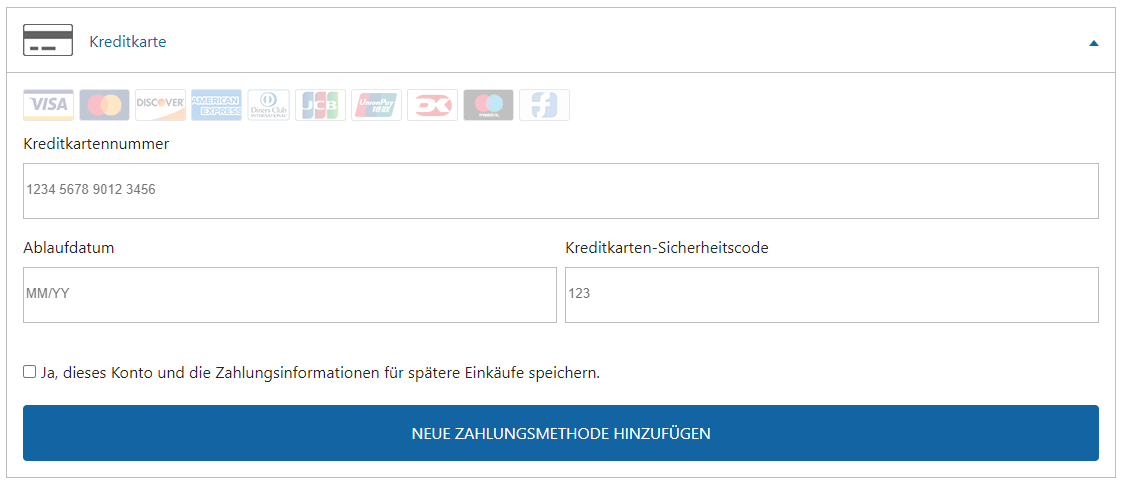 Kreditkarte
VISA DISCOVER AMERICAN EXPRESS Diners Club INTERNATIONAL JCB UnionPay 银联
Kreditkartennummer
1234 5678 9012 3456
Ablaufdatum Kreditkarten-Sicherheitscode
MM/YY 123
Ja, dieses Konto und die Zahlungsinformationen für spätere Einkäufe speichern.
NEUE ZAHLUNGSMETHODE HINZUFÜGEN